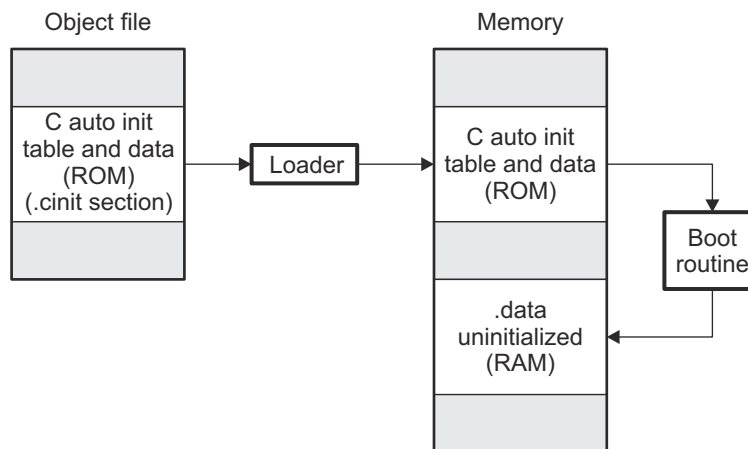 Object file
Memory
C auto init
table and data
(ROM)
(.cinit section)
Loader
C auto init
table and data
(ROM)
Boot
routine
.data
uninitialized
(RAM)